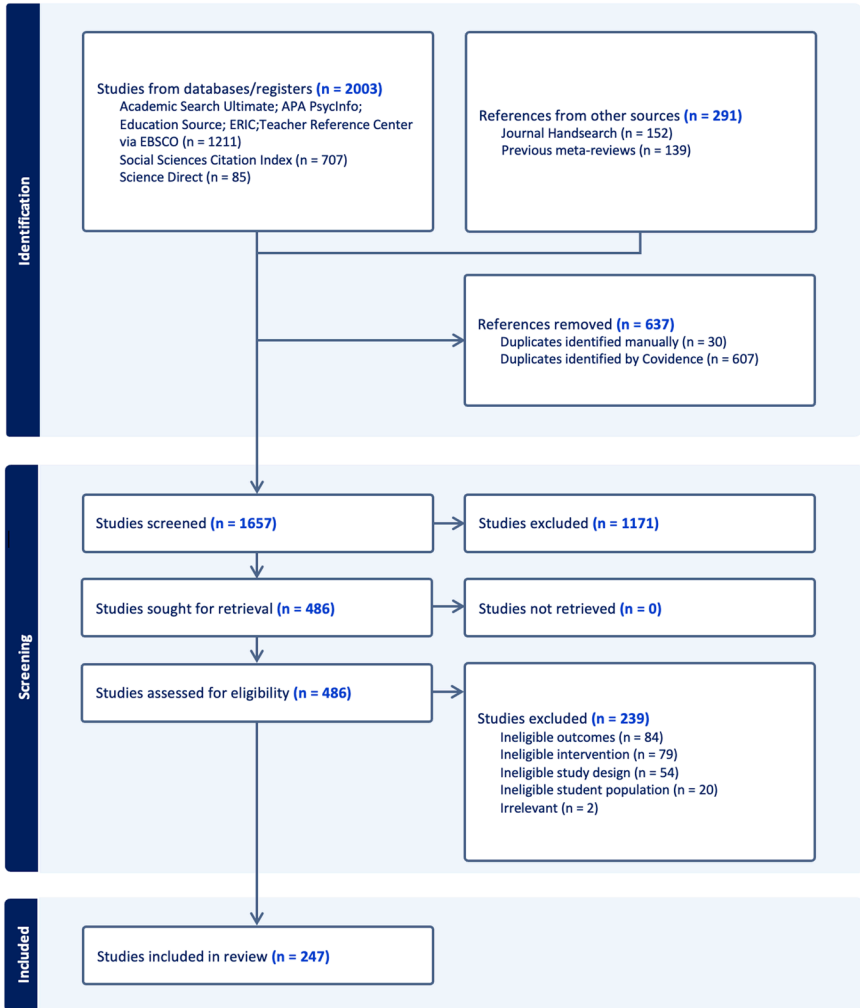 Identification
Studies from databases/registers (n = 2003)
Academic Search Ultimate; APA PsycInfo;
Education Source; ERIC;Teacher Reference Center
via EBSCO (n = 1211)
Social Sciences Citation Index (n = 707)
Science Direct (n = 85)
References from other sources (n = 291)
Journal Handsearch (n = 152)
Previous meta-reviews (n = 139)
References removed (n = 637)
Duplicates identified manually (n = 30)
Duplicates identified by Covidence (n = 607)
Screening
Studies screened (n = 1657)
Studies excluded (n = 1171)
Studies sought for retrieval (n = 486)
Studies not retrieved (n = 0)
Studies assessed for eligibility (n = 486)
Studies excluded (n = 239)
Ineligible outcomes (n = 84)
Ineligible intervention (n = 79)
Ineligible study design (n = 54)
Ineligible student population (n = 20)
Irrelevant (n = 2)
Included
Studies included in review (n = 247)